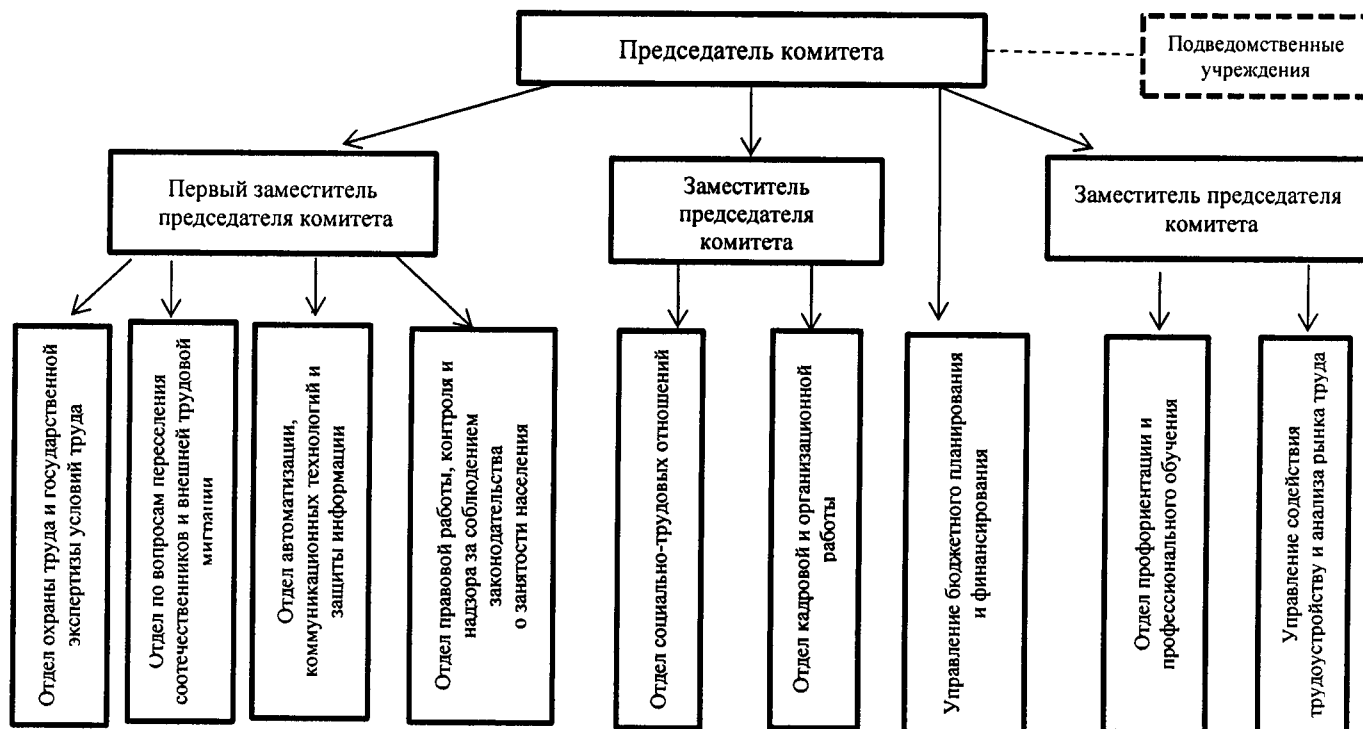 Председатель комитета
Подведомственные
учреждения
Первый заместитель
председателя комитета
Заместитель
председателя
комитета
Заместитель председателя
комитета
Отдел охраны труда и государственной
экспертизы условий труда
Отдел по вопросам переселения
соотечественников и внешней трудовой
миграции
Отдел автоматизации,
коммуникационных технологий и
защиты информации
Отдел правовой работы, контроля и
надзора за соблюдением
законодательства
о занятости населения
Отдел социально-трудовых отношений
Отдел кадровой и организационной
работы
Управление бюджетного планирования
и финансирования
Отдел профориентации и
профессионального обучения
Управление содействия
трудоустройству и анализа рынка труда